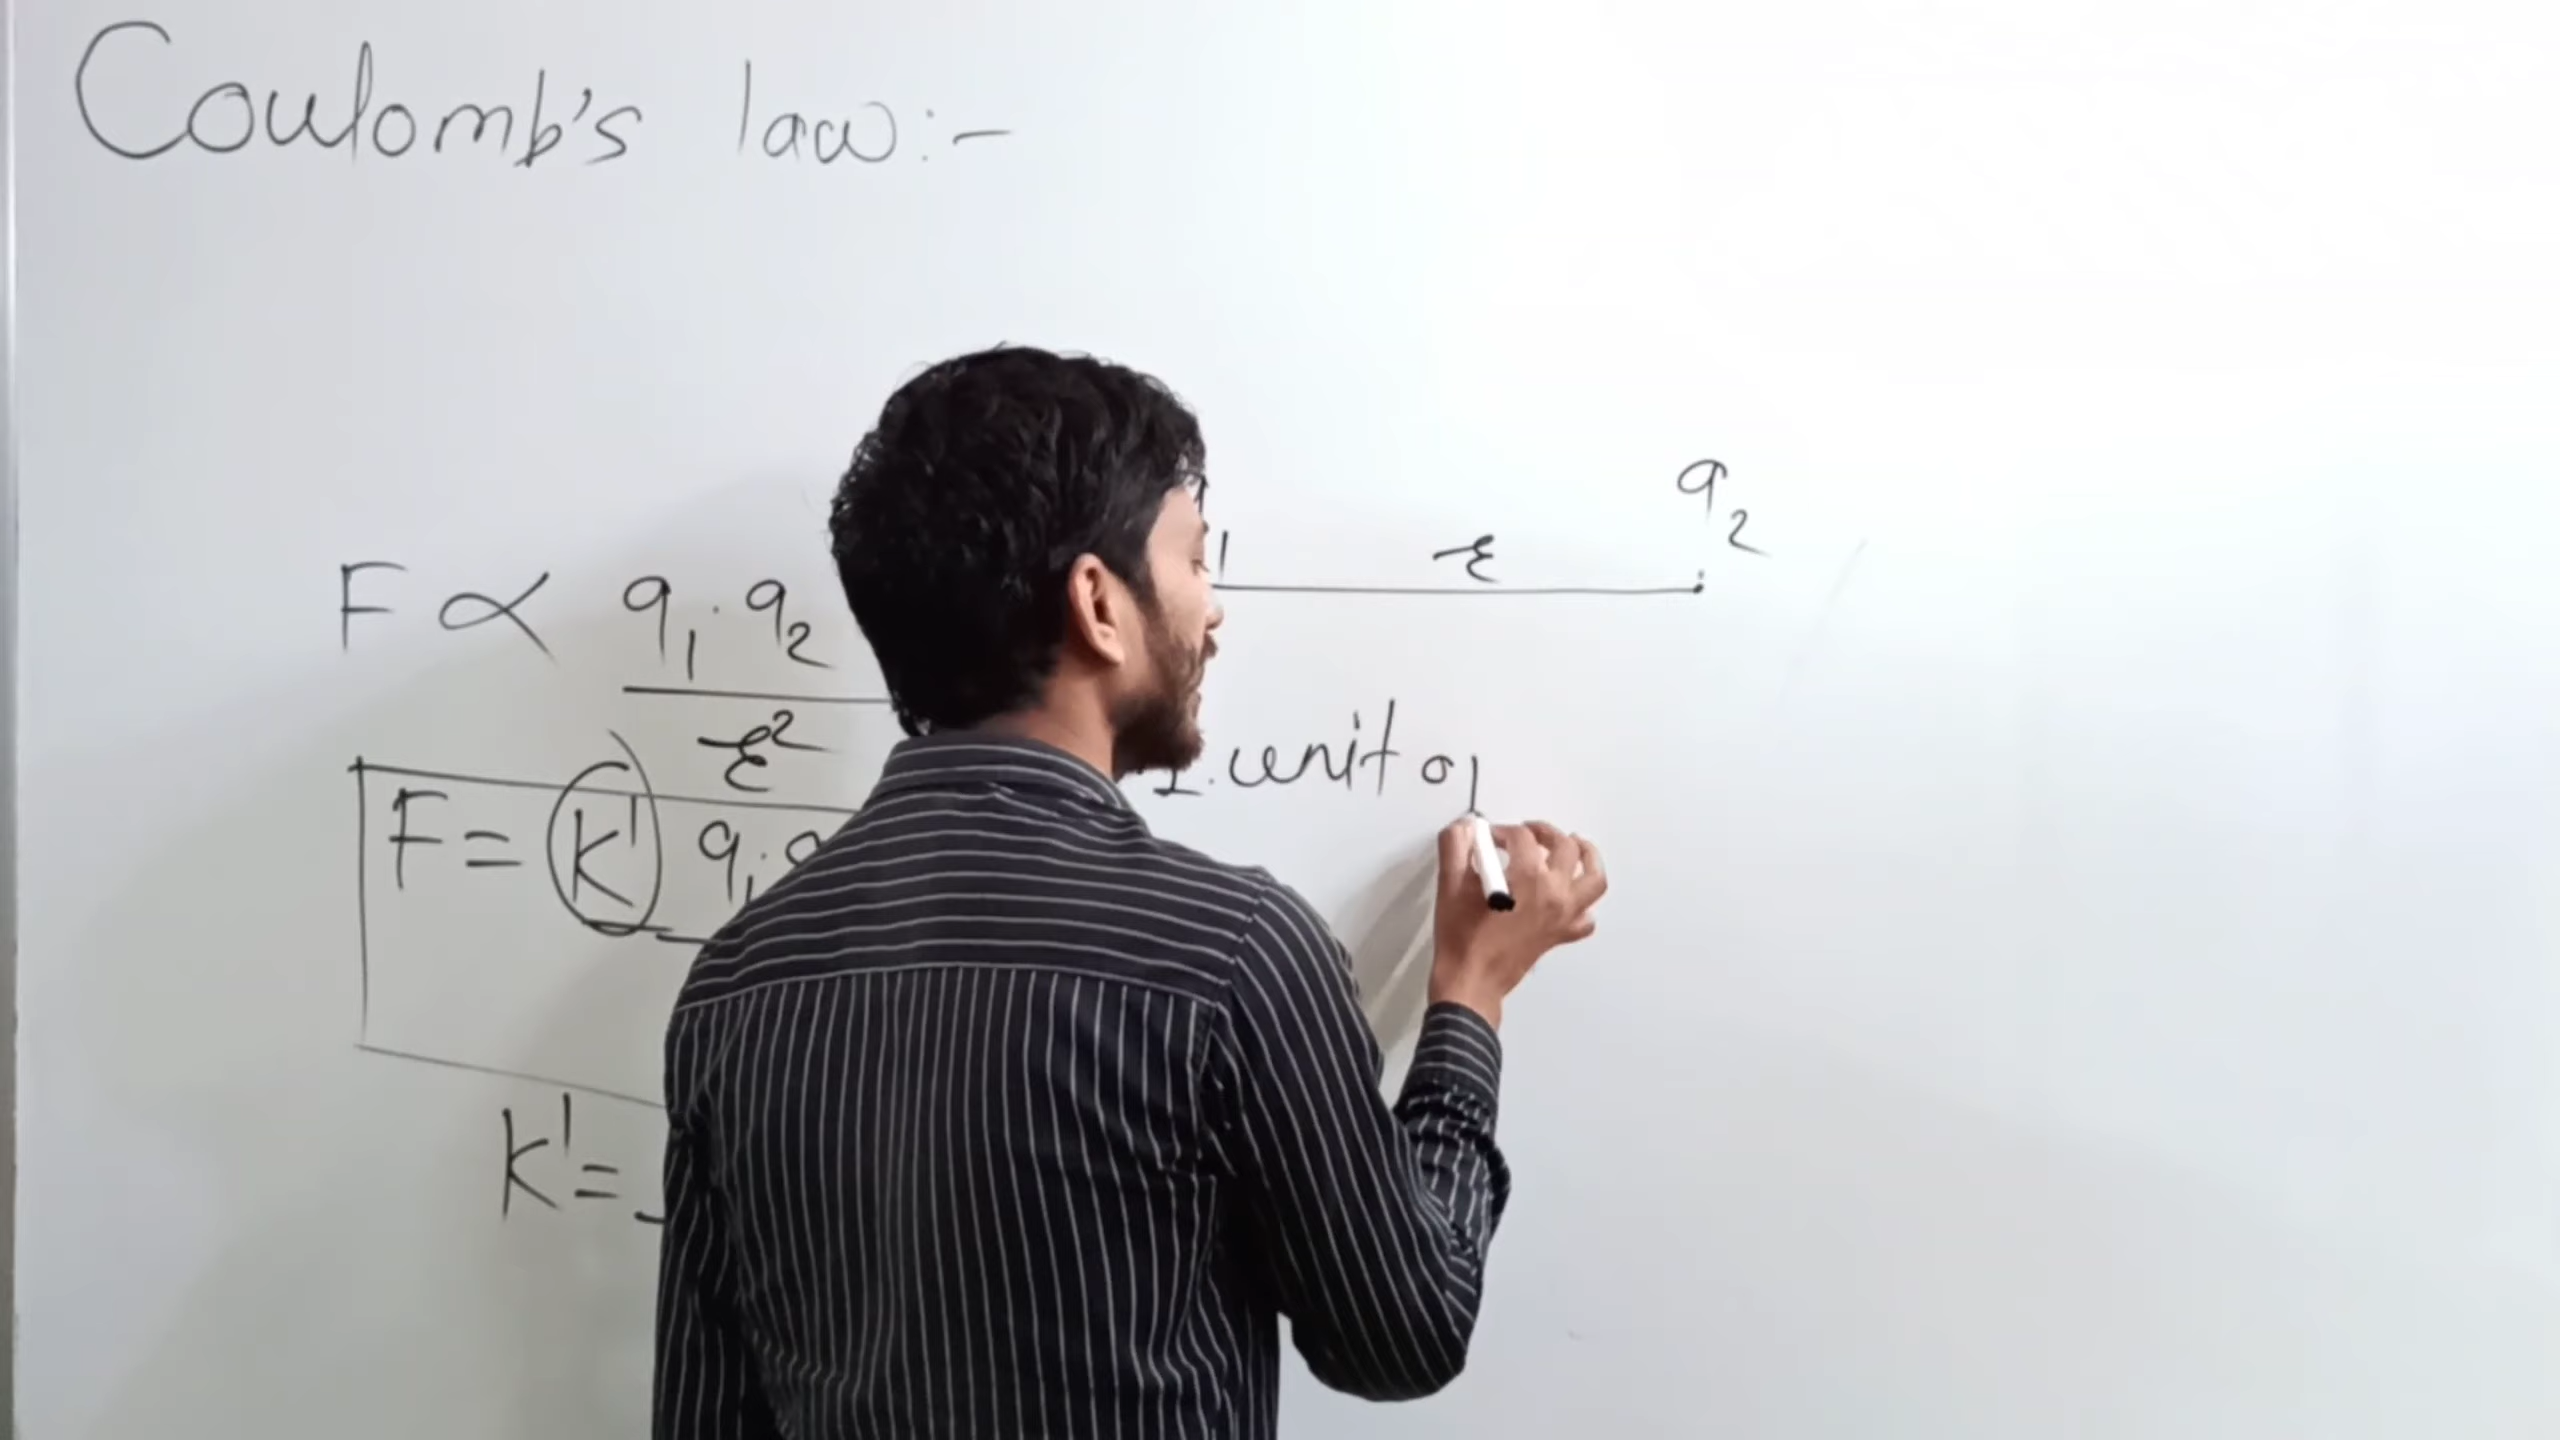 Coulomb's law:-
q2
r
F ∝ q1.q2
r²
I. unit o
F = K' q1.
K' =